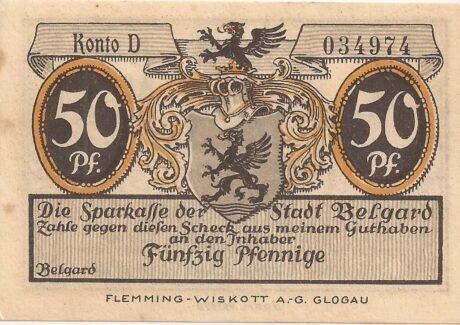 Konto D 034974
50 50
Pf. Pf.
Die Sparkasse der Stadt Belgard
Zahle gegen diesen Scheck aus meinem Guthaben
an den Inhaber
Fünfzig Pfennige
Belgard
FLEMMING-WISKOTT A.-G. GLOGAU